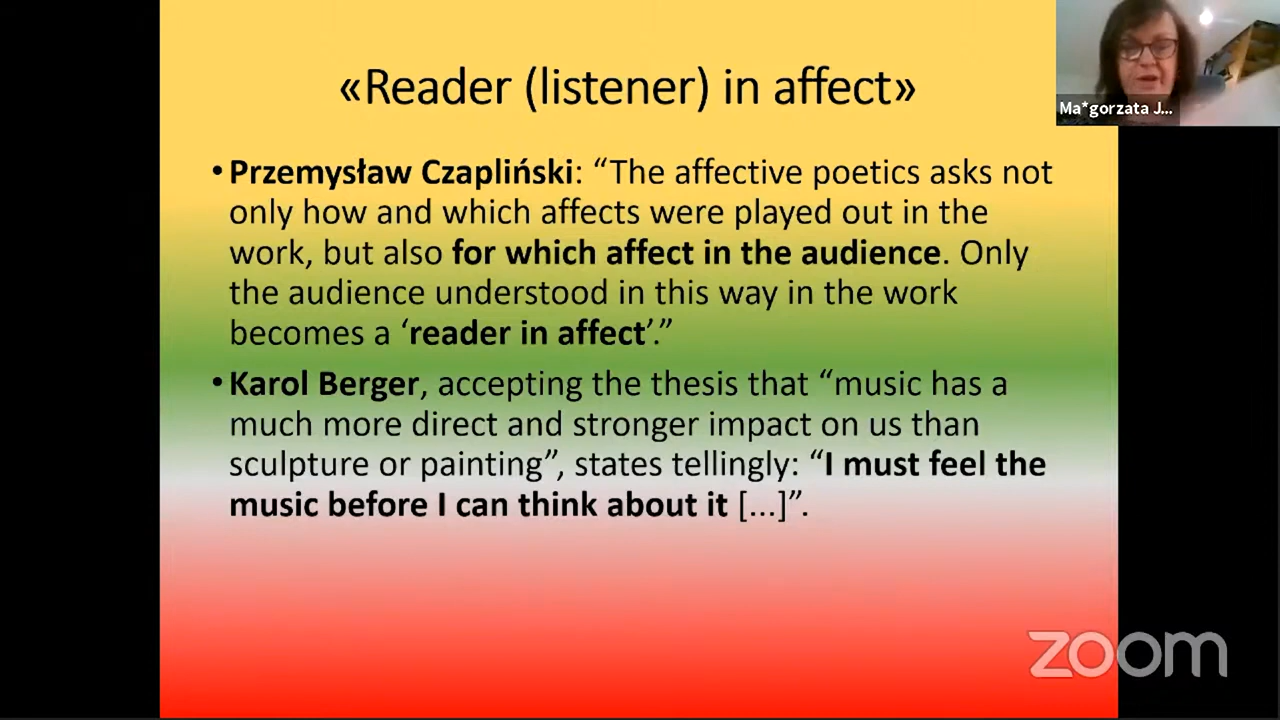 «Reader (listener) in affect»
Ma*gorzata J...
•Przemysław Czapliński: “The affective poetics asks not
only how and which affects were played out in the
work, but also for which affect in the audience. Only
the audience understood in this way in the work
becomes a ‘reader in affect’.”
•Karol Berger, accepting the thesis that “music has a
much more direct and stronger impact on us than
sculpture or painting”, states tellingly: “I must feel the
music before I can think about it [...]”.
zoom